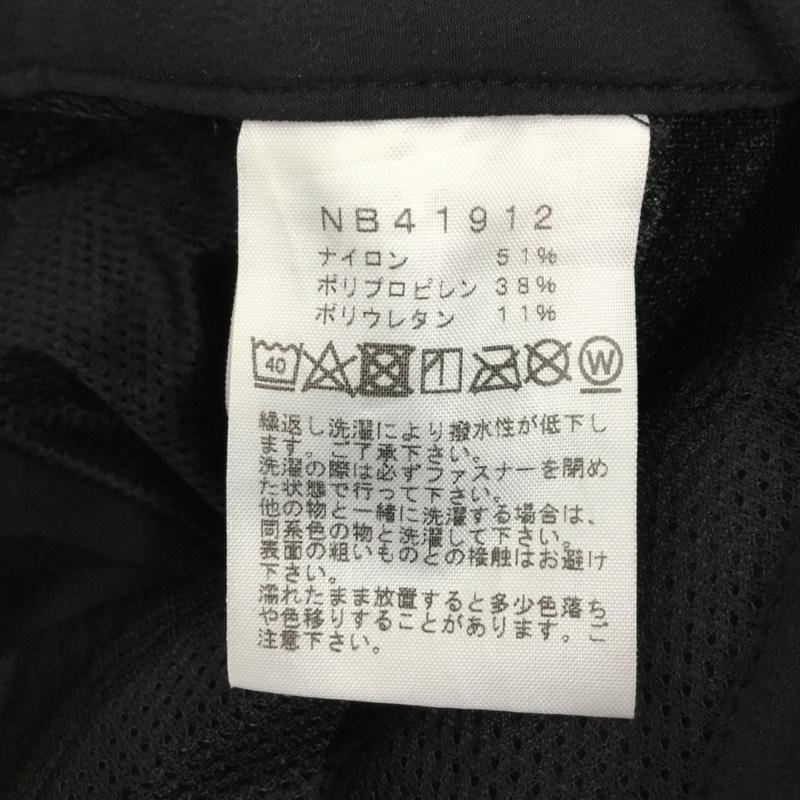 NB41912
ナイロン 51%
ポリプロピレン 38%
ポリウレタン 11%
40 W
繰返し洗濯により撥水性が低下し
ます。ご了承下さい。
洗濯の際は必ずファスナーを閉め
た状態で行って下さい。
他の物と一緒に洗濯する場合は、
同系色の物と洗濯して下さい。
表面の粗いものとの接触はお避け
下さい。
濡れたまま放置すると多少色落ち
や色移りすることがあります。ご
注意下さい。